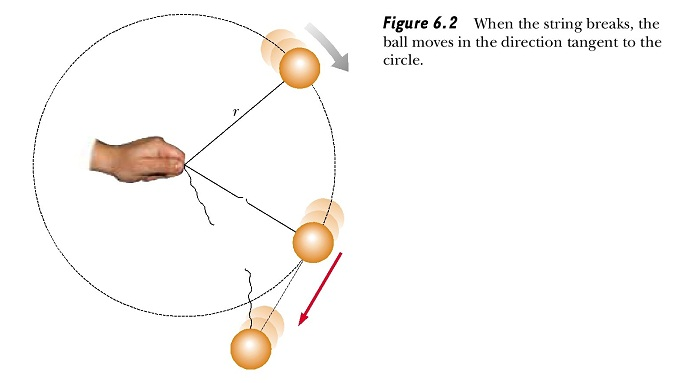 r
Figure 6.2 When the string breaks, the
ball moves in the direction tangent to the
circle.